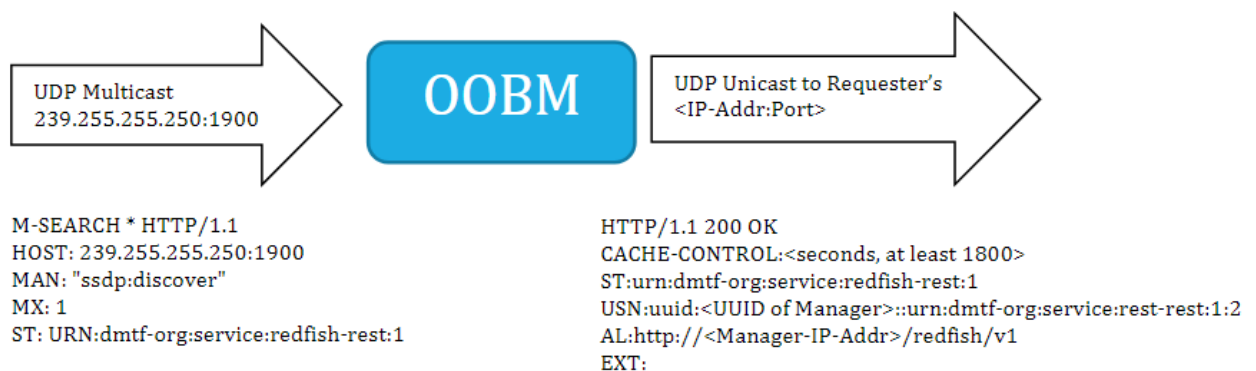 UDP Multicast
239.255.255.250:1900
OOBM
UDP Unicast to Requester's
<IP-Addr:Port>
M-SEARCH * HTTP/1.1
HOST: 239.255.255.250:1900
MAN: "ssdp:discover"
MX: 1
ST: URN:dmtf-org:service:redfish-rest:1
HTTP/1.1 200 OK
CACHE-CONTROL:<seconds, at least 1800>
ST:urn:dmtf-org:service:redfish-rest:1
USN:uuid:<UUID of Manager>::urn:dmtf-org:service:rest-rest:1:2
AL:http://<Manager-IP-Addr>/redfish/v1
EXT: